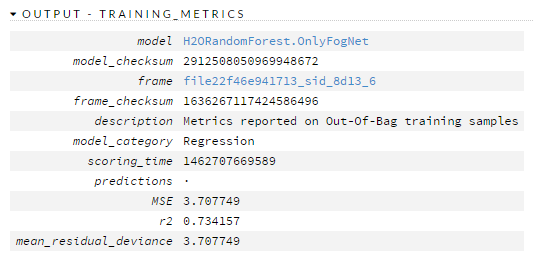 OUTPUT - TRAINING_METRICS
model H2ORandomForest.OnlyFogNet
model_checksum 2912508050969948672
frame file22f46e941713_sid_8d13_6
frame_checksum 1636267117424586496
description Metrics reported on Out-Of-Bag training samples
model_category Regression
scoring_time 1462707669589
predictions ·
MSE 3.707749
r2 0.734157
mean_residual_deviance 3.707749